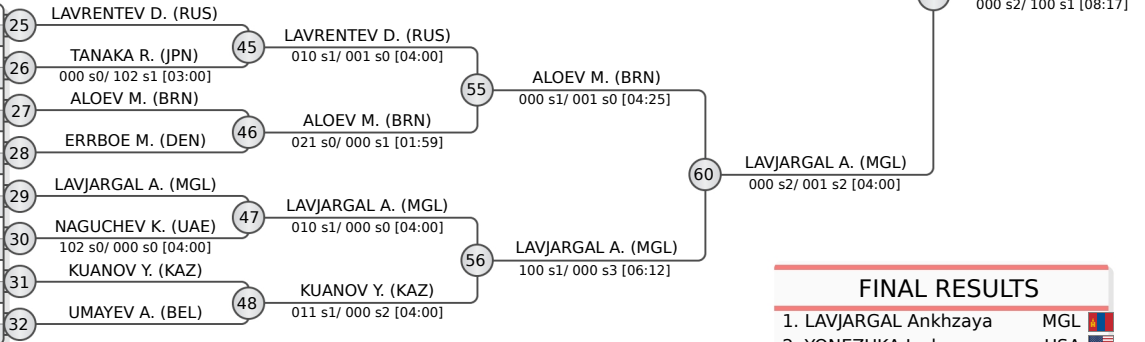 000 s2/ 100 s1 [08:17]
25 LAVRENTEV D. (RUS)
26 TANAKA R. (JPN)
000 s0/ 102 s1 [03:00]
27 ALOEV M. (BRN)
28 ERRBOE M. (DEN)
29 LAVJARGAL A. (MGL)
30 NAGUCHEV K. (UAE)
102 s0/ 000 s0 [04:00]
31 KUANOV Y. (KAZ)
32 UMAYEV A. (BEL)
45 LAVRENTEV D. (RUS)
010 s1/ 001 s0 [04:00]
46 ALOEV M. (BRN)
021 s0/ 000 s1 [01:59]
47 LAVJARGAL A. (MGL)
010 s1/ 000 s0 [04:00]
48 KUANOV Y. (KAZ)
011 s1/ 000 s2 [04:00]
55 ALOEV M. (BRN)
000 s1/ 001 s0 [04:25]
56 LAVJARGAL A. (MGL)
100 s1/ 000 s3 [06:12]
60 LAVJARGAL A. (MGL)
000 s2/ 001 s2 [04:00]
FINAL RESULTS
1. LAVJARGAL Ankhzaya MGL